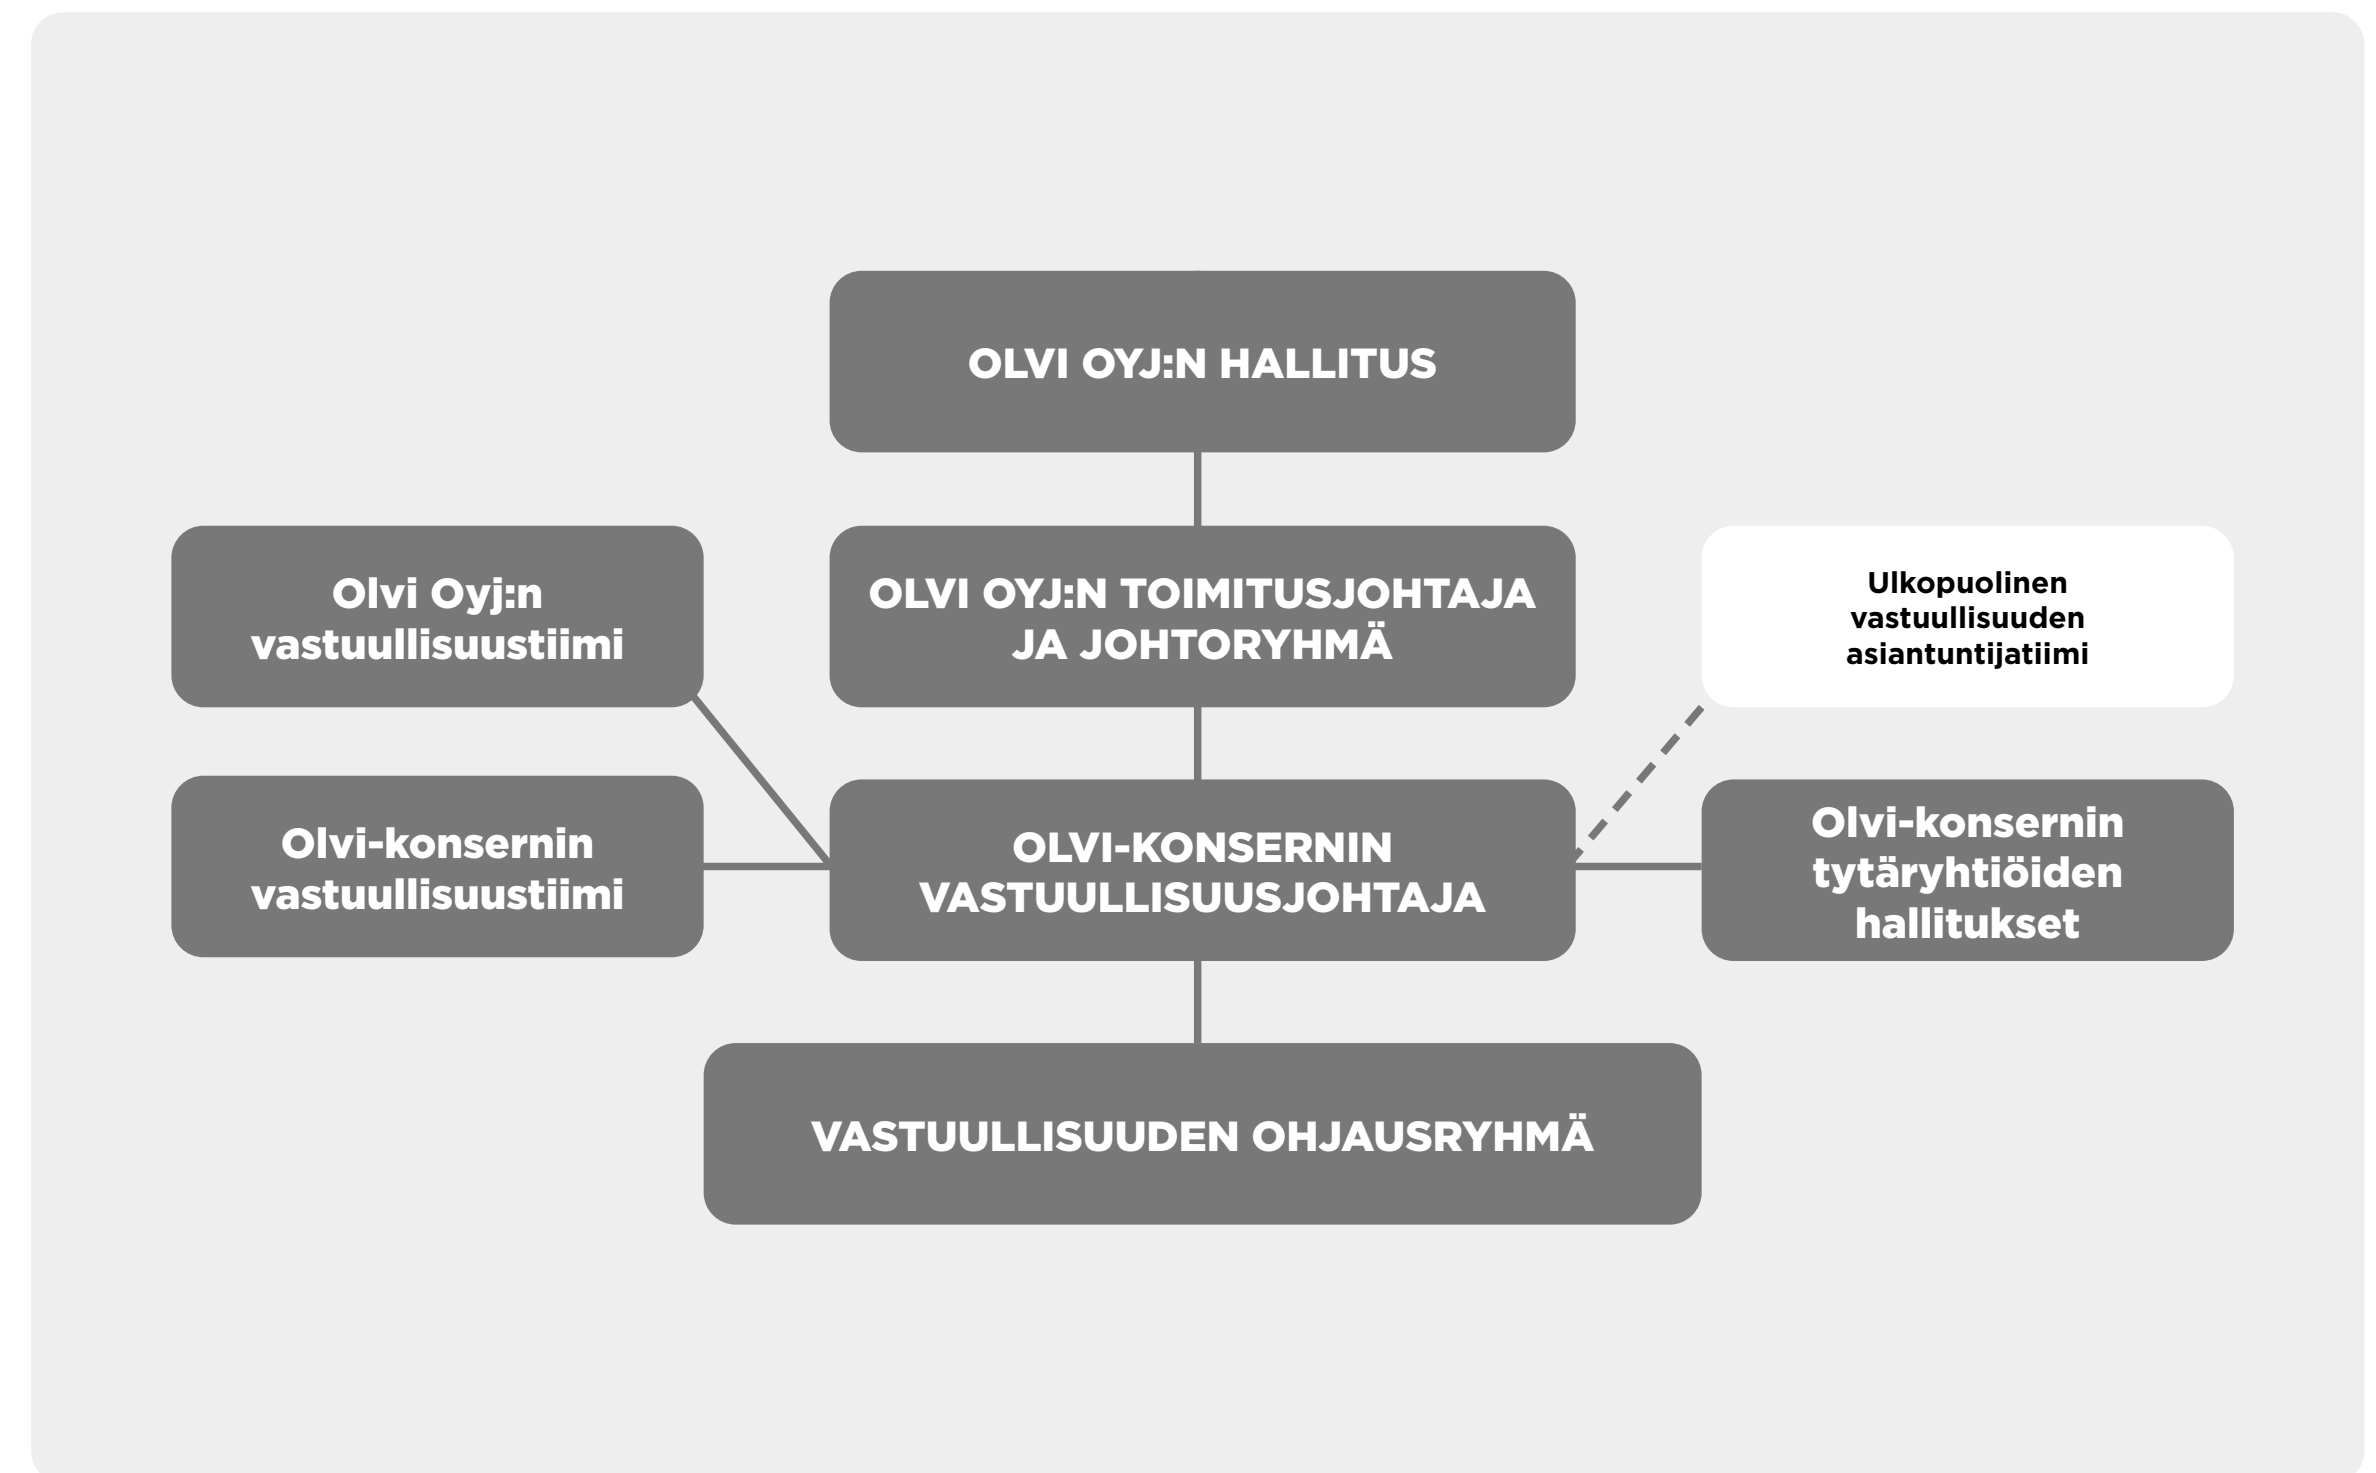 OLVI OYJ:N HALLITUS
Olvi Oyj:n
vastuullisuustiimi
OLVI OYJ:N TOIMITUSJOHTAJA
JA JOHTORYHMÄ
Ulkopuolinen
vastuullisuuden
asiantuntijatiimi
Olvi-konsernin
vastuullisuustiimi
OLVI-KONSERNIN
VASTUULLISUUSJOHTAJA
Olvi-konsernin
tytäryhtiöiden
hallitukset
VASTUULLISUUDEN OHJAUSRYHMÄ